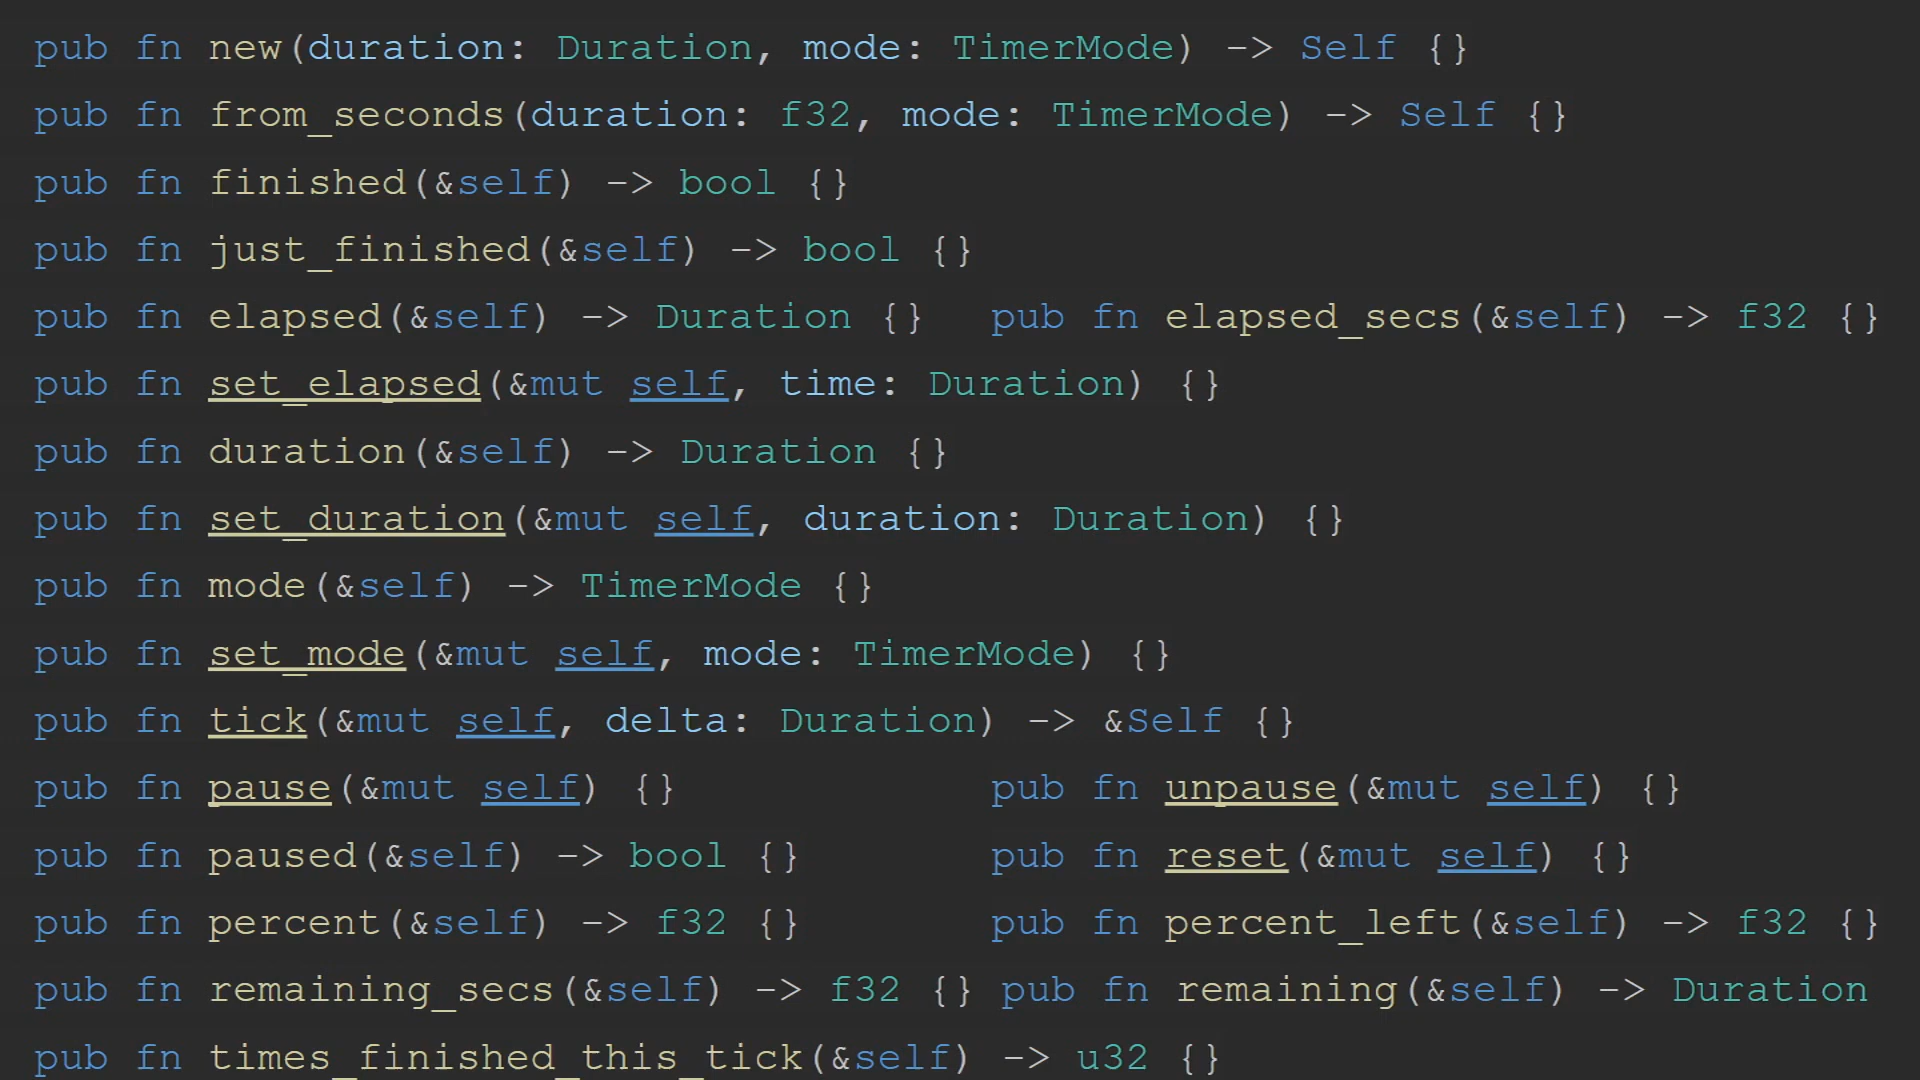 pub fn new(duration: Duration, mode: TimerMode) -> Self {}
pub fn from_seconds(duration: f32, mode: TimerMode) -> Self {}
pub fn finished(&self) -> bool {}
pub fn just_finished(&self) -> bool {}
pub fn elapsed(&self) -> Duration {} pub fn elapsed_secs(&self) -> f32 {}
pub fn set_elapsed(&mut self, time: Duration) {}
pub fn duration(&self) -> Duration {}
pub fn set_duration(&mut self, duration: Duration) {}
pub fn mode(&self) -> TimerMode {}
pub fn set_mode(&mut self, mode: TimerMode) {}
pub fn tick(&mut self, delta: Duration) -> &Self {}
pub fn pause(&mut self) {} pub fn unpause(&mut self) {}
pub fn paused(&self) -> bool {} pub fn reset(&mut self) {}
pub fn percent(&self) -> f32 {} pub fn percent_left(&self) -> f32 {}
pub fn remaining_secs(&self) -> f32 {} pub fn remaining(&self) -> Duration
pub fn times_finished_this_tick(&self) -> u32 {}